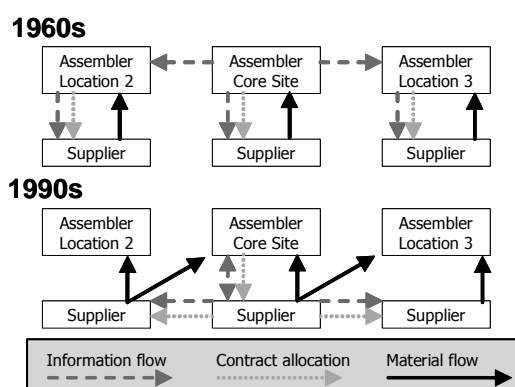 1960s
Assembler
Location 2
Assembler
Core Site
Assembler
Location 3
Supplier
Supplier
Supplier
1990s
Assembler
Location 2
Assembler
Core Site
Assembler
Location 3
Supplier
Supplier
Supplier
Information flow
Contract allocation
Material flow